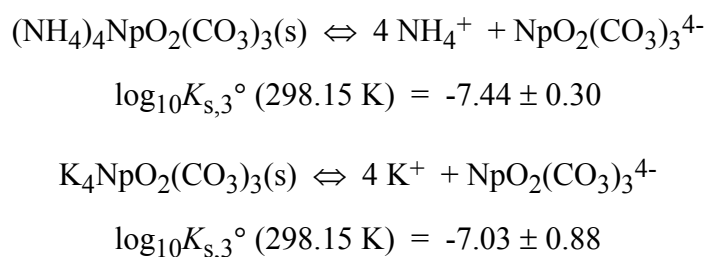 (NH₄)₄NpO₂(CO₃)₃(s) ⇔ 4 NH₄⁺ + NpO₂(CO₃)₃⁴⁻
log₁₀Kₛ,₃° (298.15 K) = -7.44 ± 0.30
K₄NpO₂(CO₃)₃(s) ⇔ 4 K⁺ + NpO₂(CO₃)₃⁴⁻
log₁₀Kₛ,₃° (298.15 K) = -7.03 ± 0.88